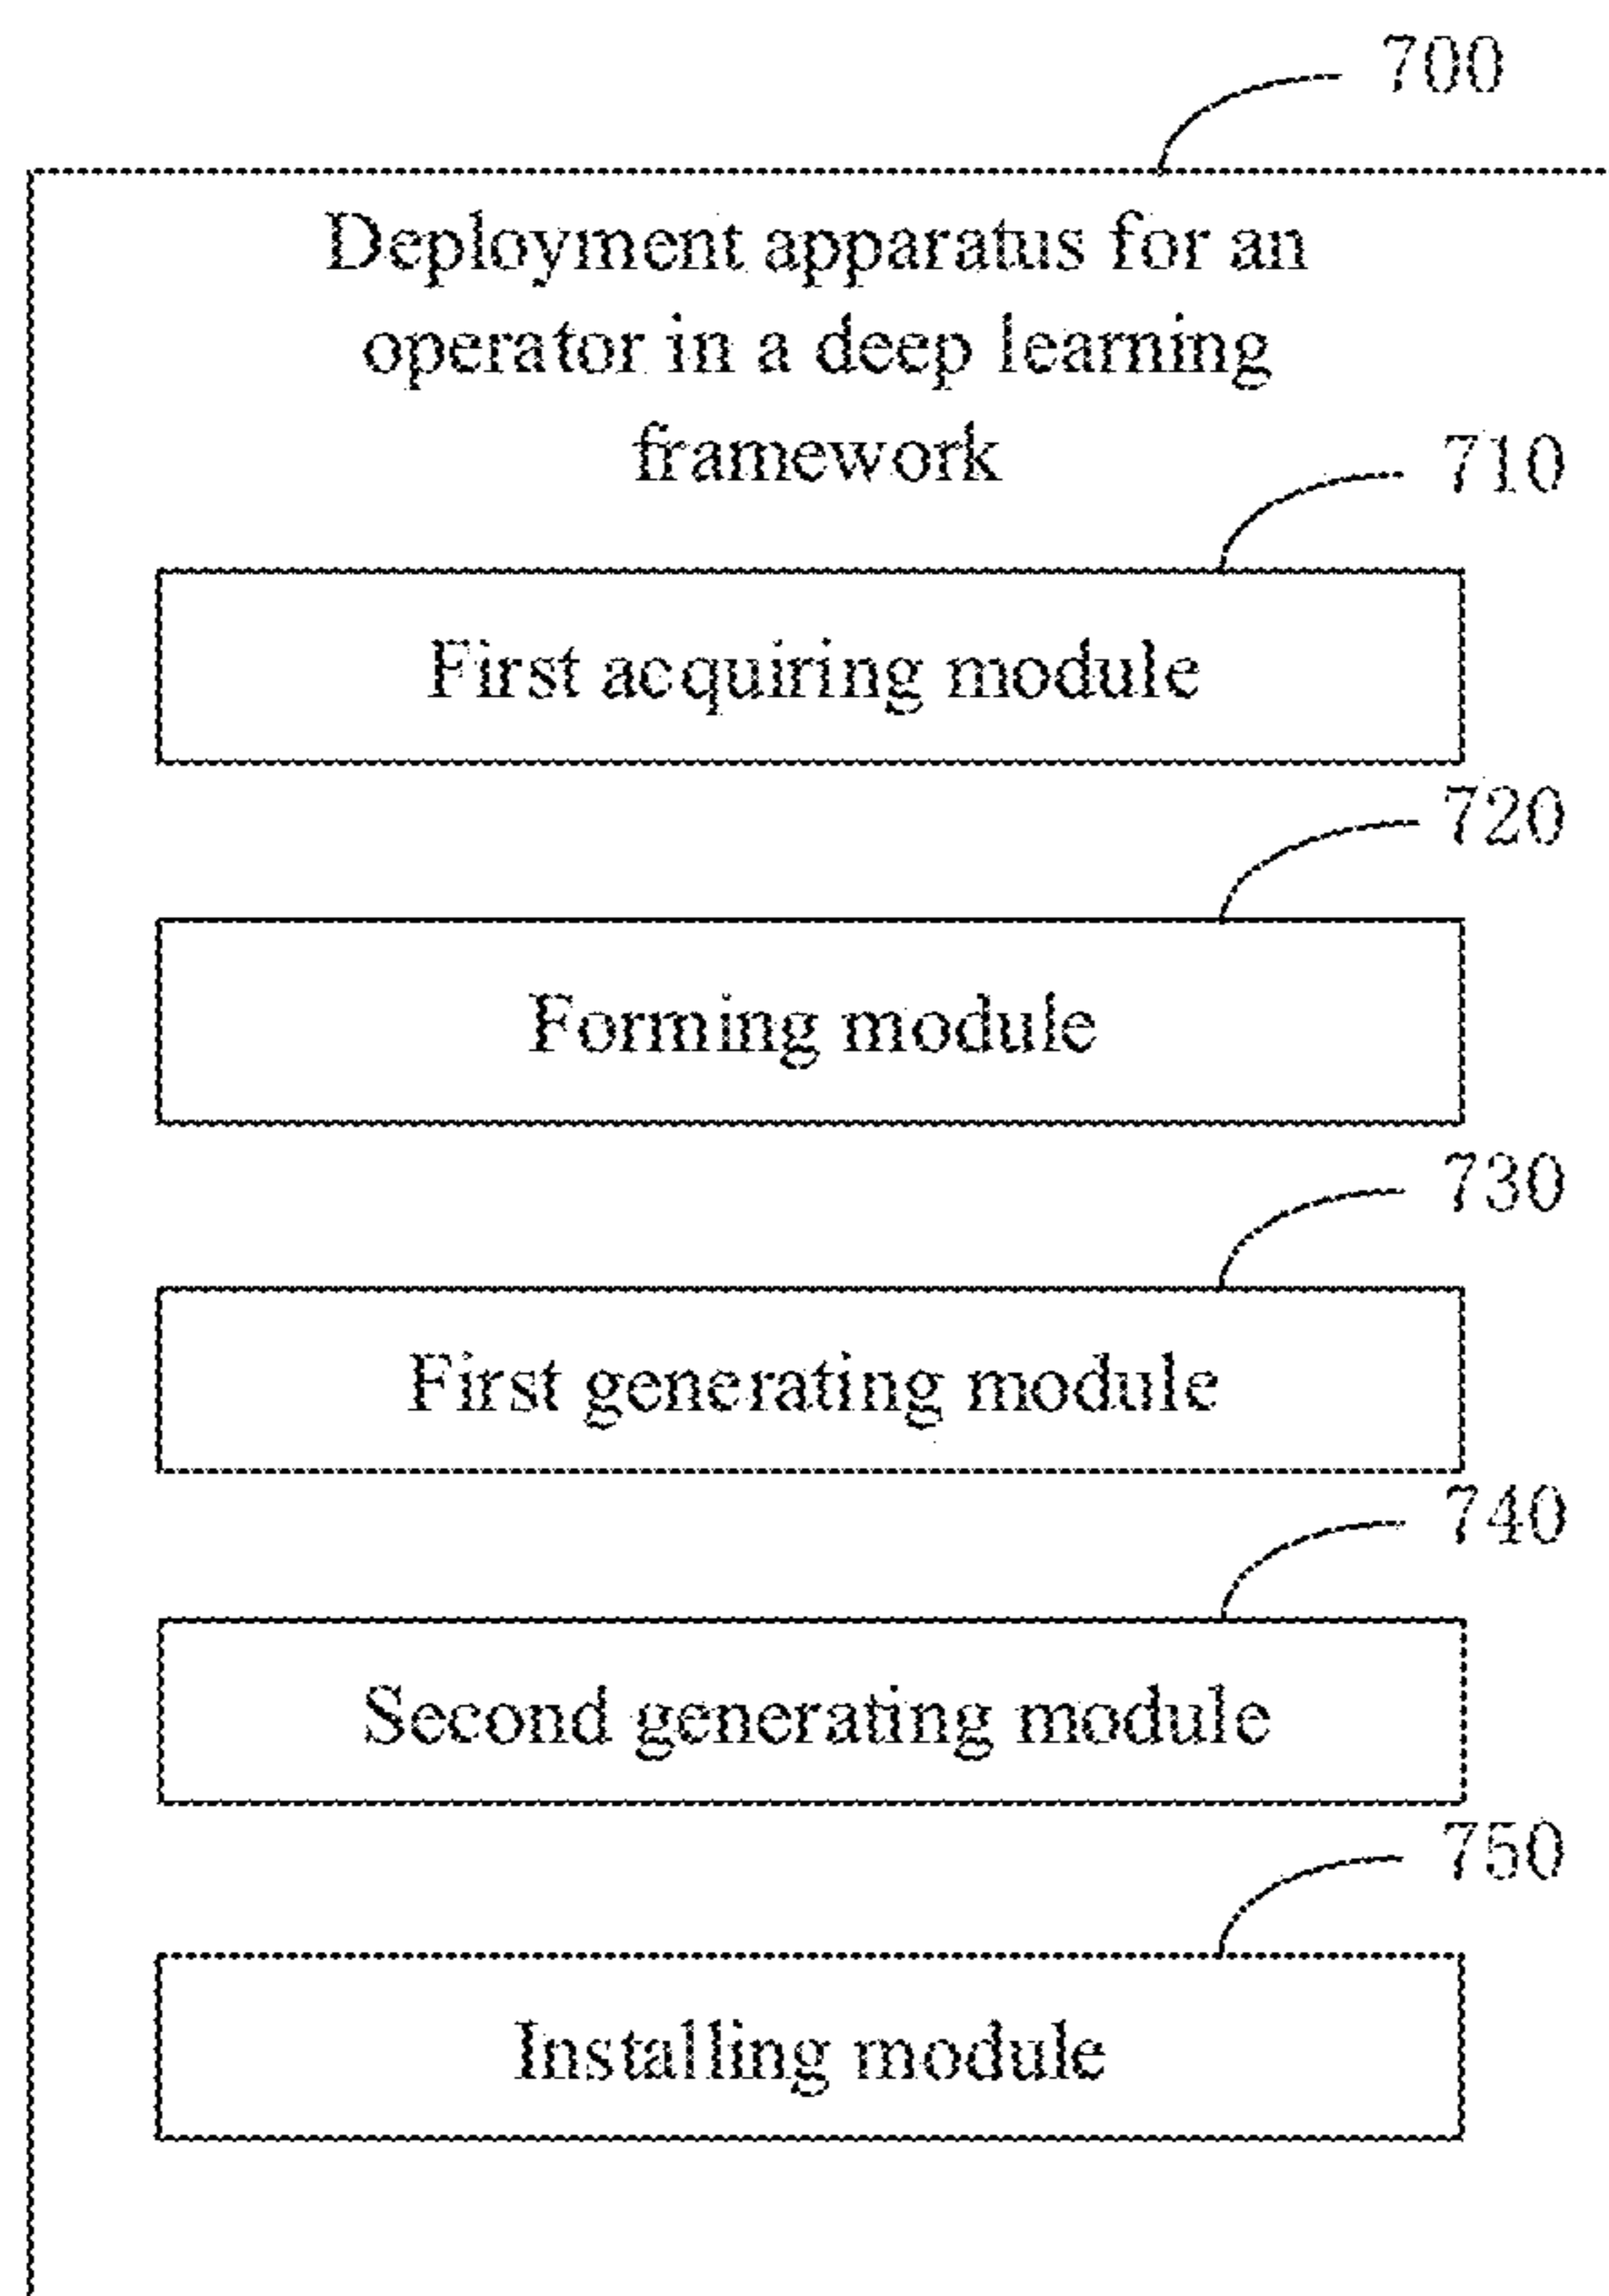 700
Deployment apparatus for an
operator in a deep learning
framework
710
First acquiring module
720
Forming module
730
First generating module
740
Second generating module
750
Installing module